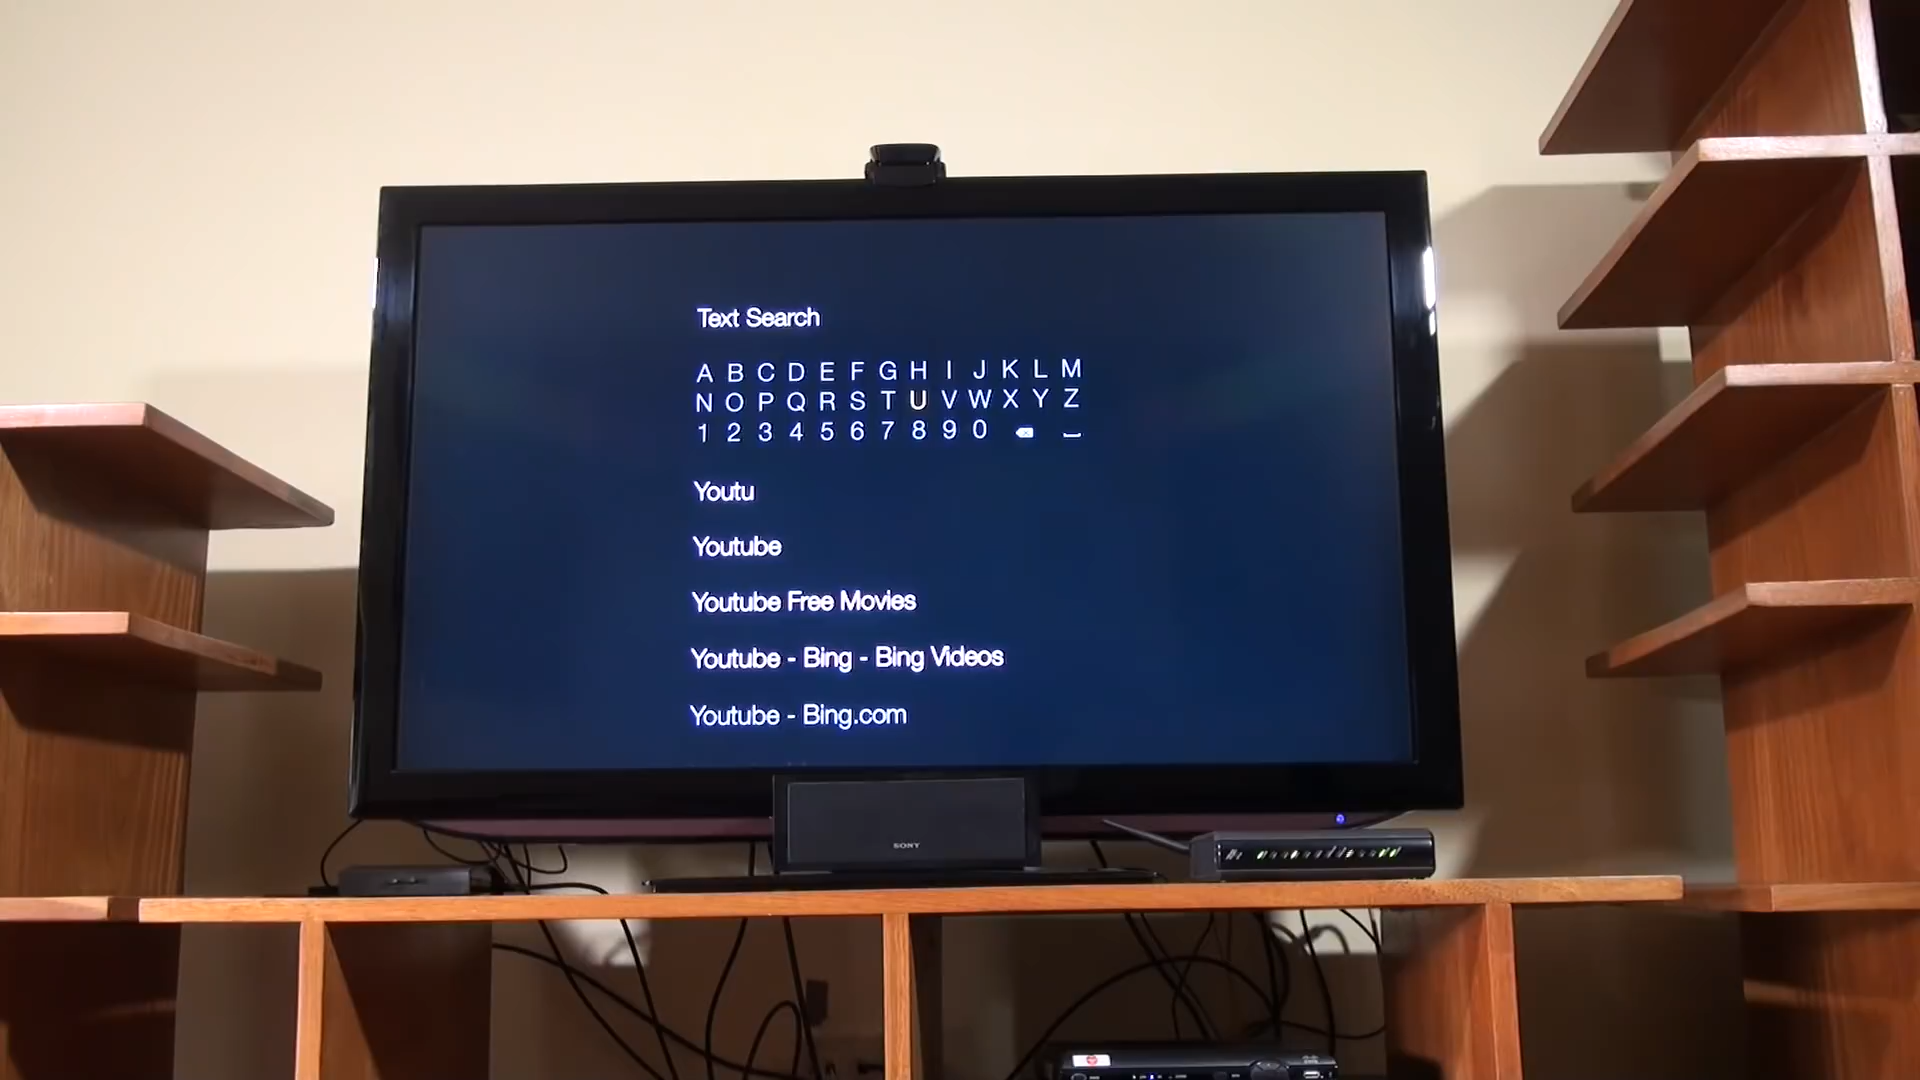 Text Search
A B C D E F G H I J K L M
N O P Q R S T U V W X Y Z
1 2 3 4 5 6 7 8 9 0
Youtu
Youtube
Youtube Free Movies
Youtube - Bing - Bing Videos
Youtube - Bing.com
SONY